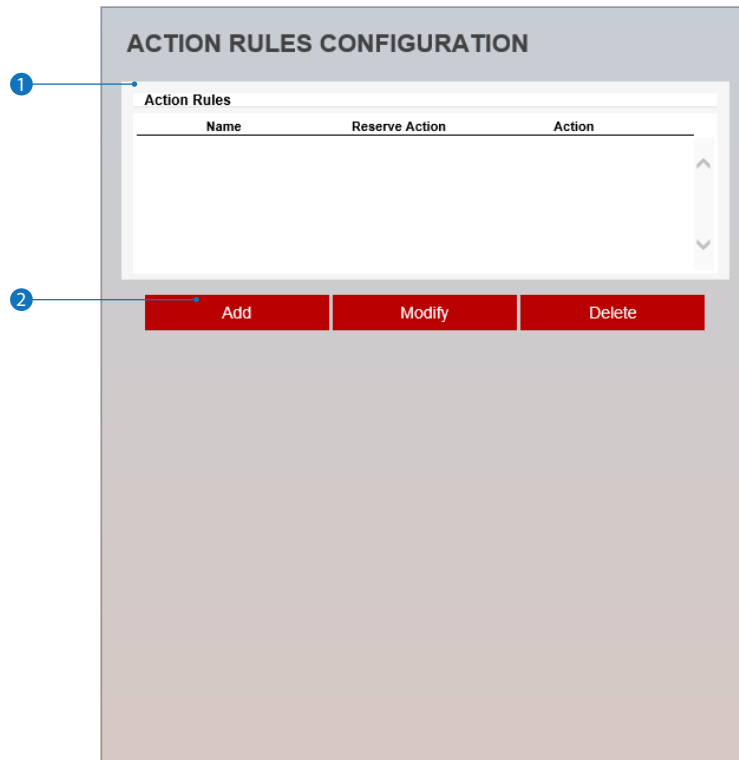 ACTION RULES CONFIGURATION
1
Action Rules
Name Reserve Action Action
2
Add Modify Delete